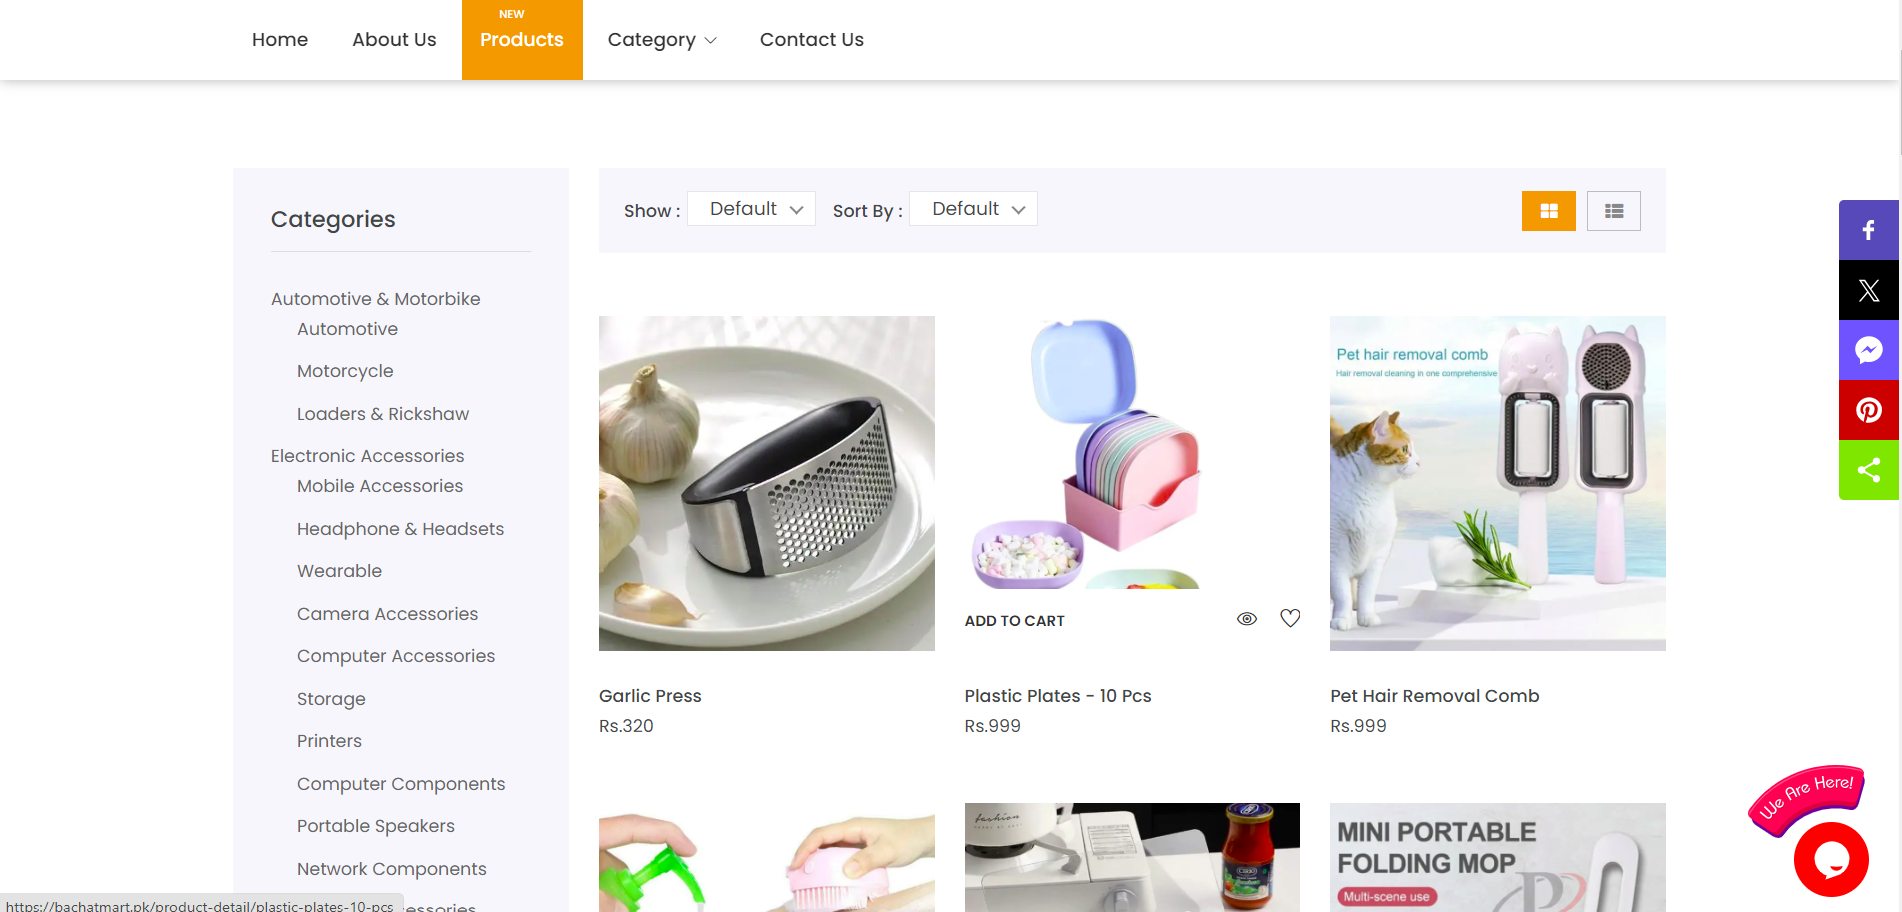 NEW
Home
About Us
Products
Category
Contact Us
Categories
Automotive & Motorbike
Automotive
Motorcycle
Loaders & Rickshaw
Electronic Accessories
Mobile Accessories
Headphone & Headsets
Wearable
Camera Accessories
Computer Accessories
Storage
Printers
Computer Components
Portable Speakers
Network Components
https://bachatmart.pk/product-detail/plastic-plates-10-pcs
Show :
Default
Sort By :
Default
Pet hair removal comb
Hair removal cleaning in one comprehensive
ADD TO CART
Garlic Press
Rs.320
Plastic Plates - 10 Pcs
Rs.999
Pet Hair Removal Comb
Rs.999
fashion
CIRIO
MINI PORTABLE
FOLDING MOP
Multi-scene use
We Are Here!